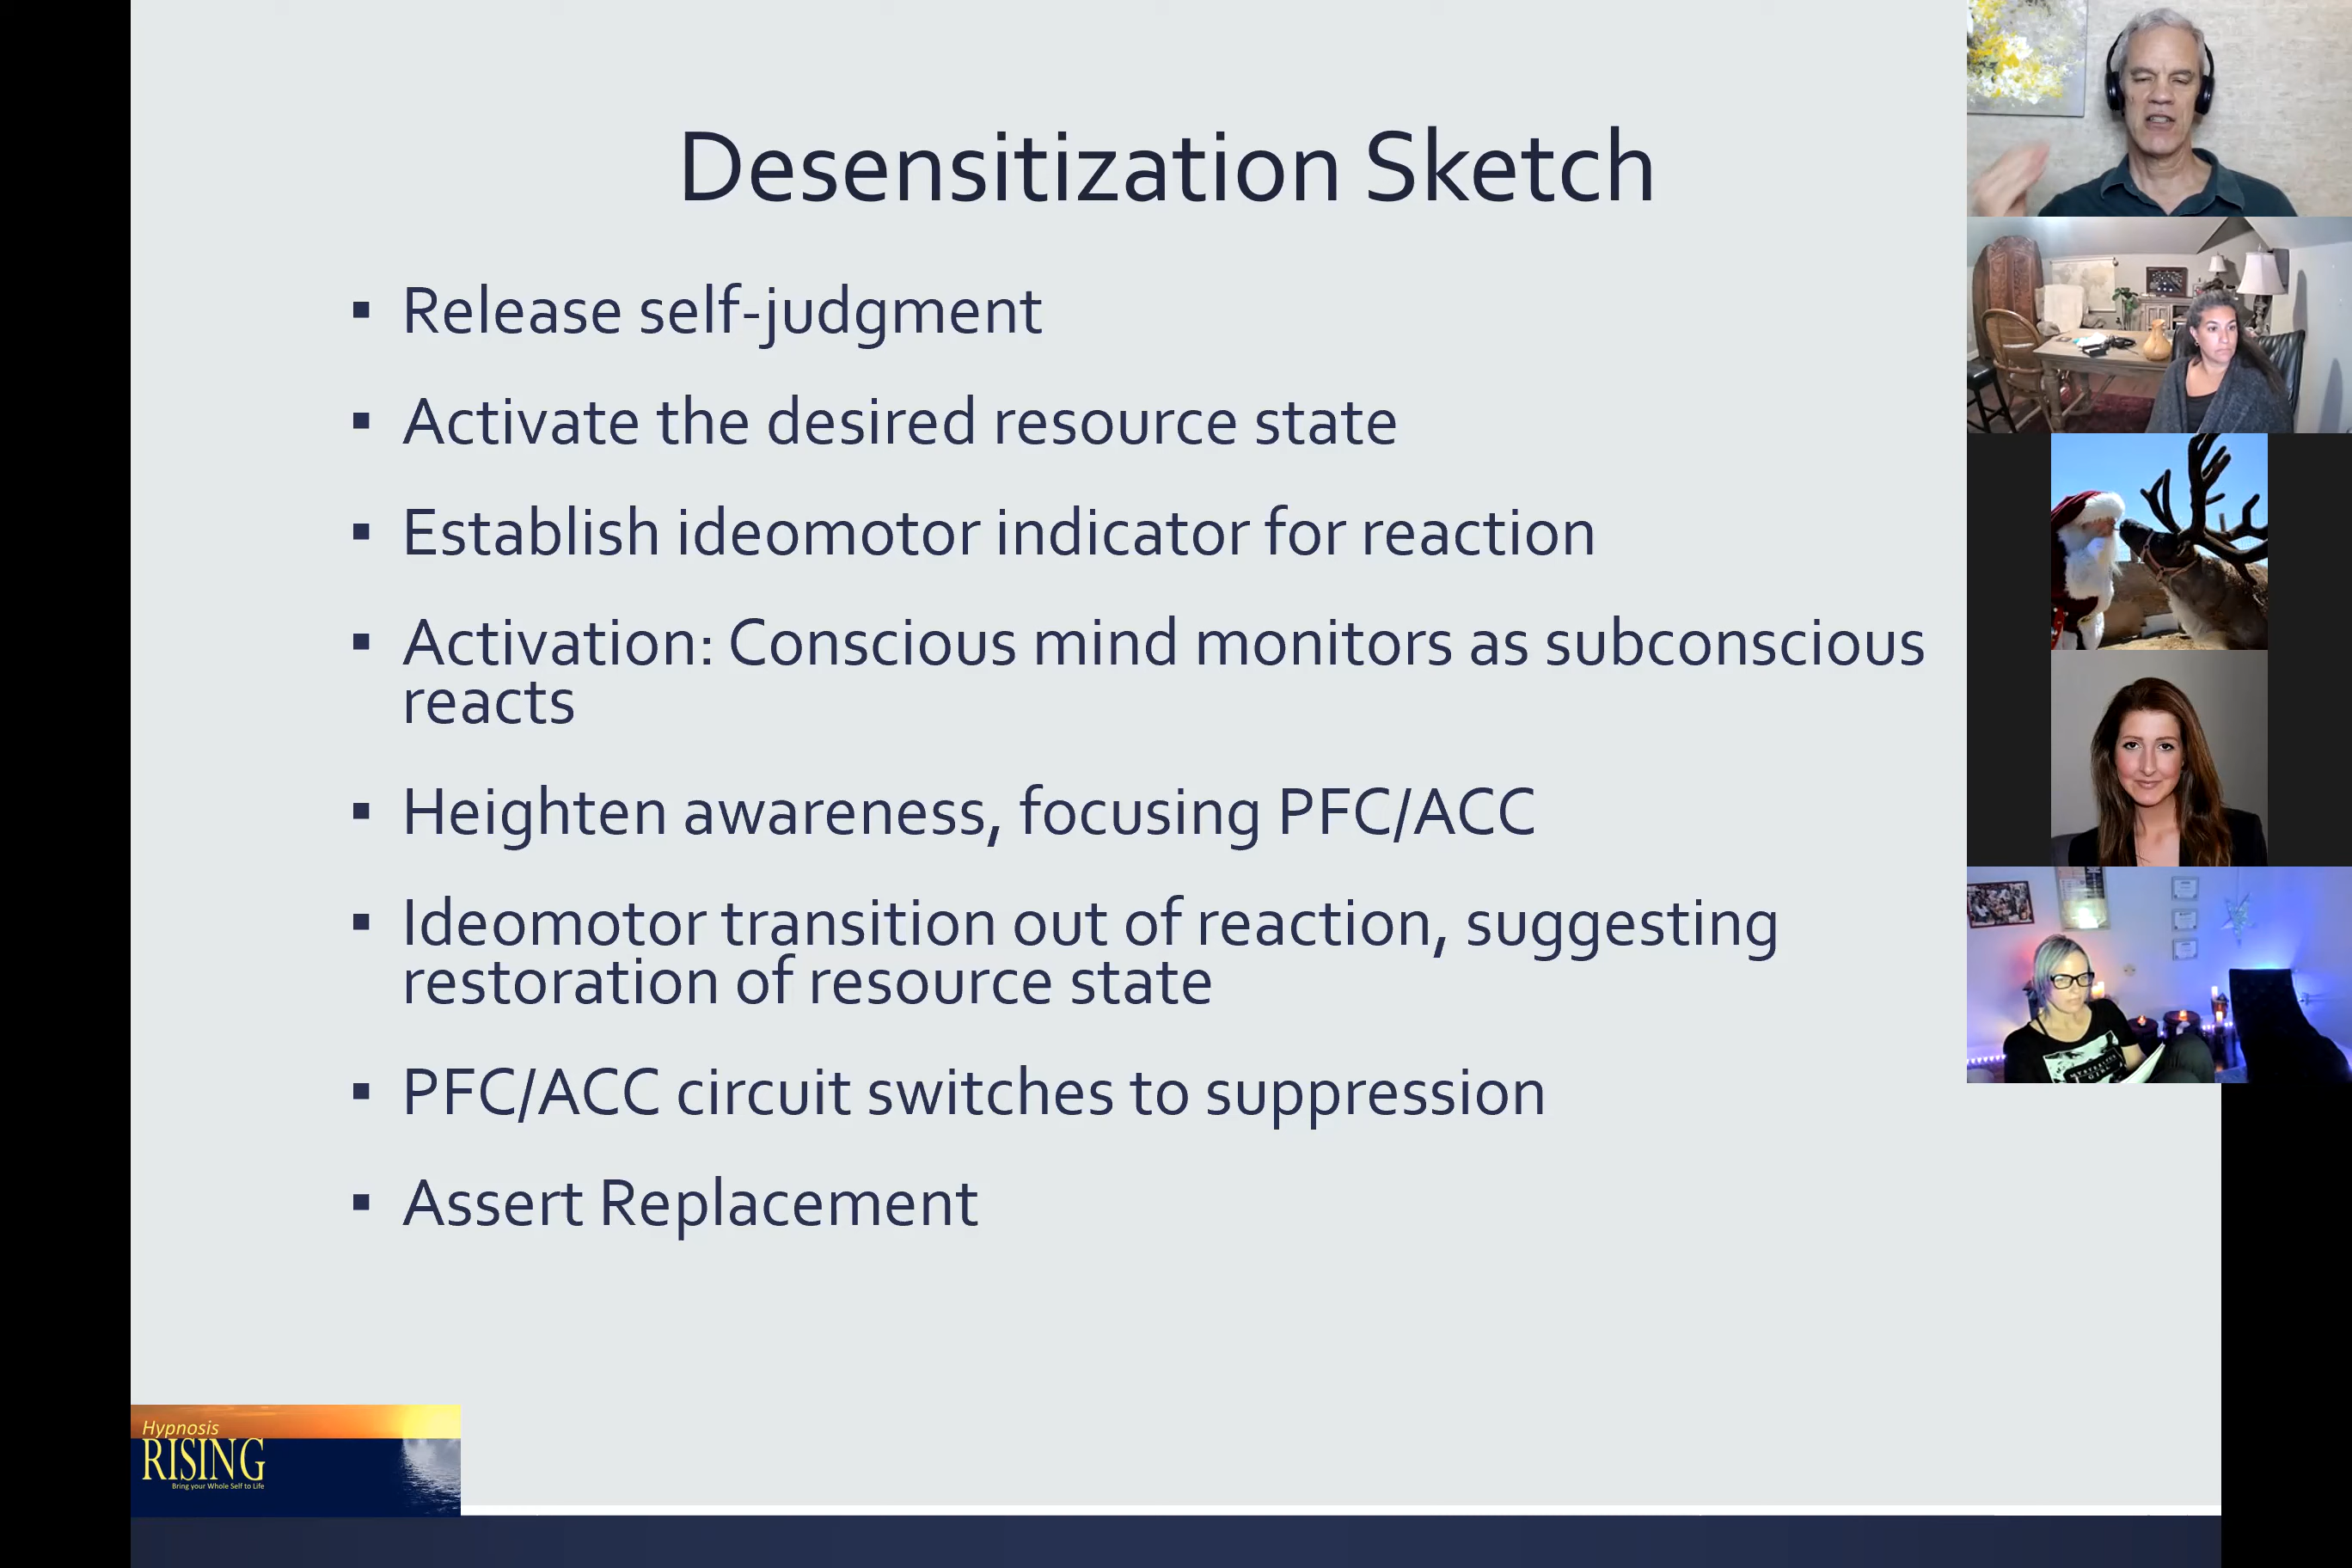 Desensitization Sketch
▪ Release self-judgment
▪ Activate the desired resource state
▪ Establish ideomotor indicator for reaction
▪ Activation: Conscious mind monitors as subconscious
reacts
▪ Heighten awareness, focusing PFC/ACC
▪ Ideomotor transition out of reaction, suggesting
restoration of resource state
▪ PFC/ACC circuit switches to suppression
▪ Assert Replacement
Hypnosis
RISING
Bring your Whole Self to Life